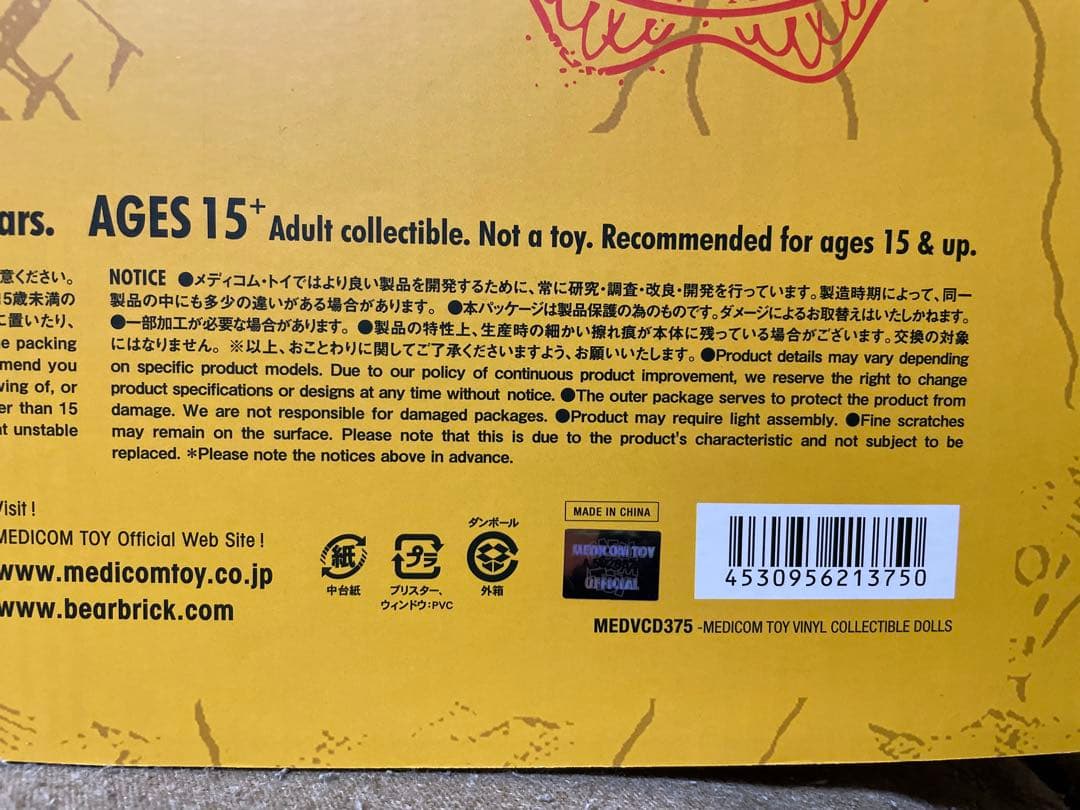 ars.
AGES 15+ Adult collectible. Not a toy. Recommended for ages 15 & up.
意ください。
15歳未満の
に置いたり、
e packing
mend you
wing of, or
er than 15
at unstable
NOTICE ●メディコム・トイではより良い製品を開発するために、常に研究・調査・改良・開発を行っています。製造時期によって、同一
製品の中にも多少の違いがある場合があります。 ●本パッケージは製品保護の為のものです。ダメージによるお取替えはいたしかねます。
●一部加工が必要な場合があります。 ●製品の特性上、生産時の細かい擦れ痕が本体に残っている場合がございます。交換の対象
にはなりません。 ※以上、おことわりに関してご了承くださいますよう、お願いいたします。 ●Product details may vary depending
on specific product models. Due to our policy of continuous product improvement, we reserve the right to change
product specifications or designs at any time without notice. ●The outer package serves to protect the product from
damage. We are not responsible for damaged packages. ●Product may require light assembly. ●Fine scratches
may remain on the surface. Please note that this is due to the product's characteristic and not subject to be
replaced. *Please note the notices above in advance.
Visit !
MEDICOM TOY Official Web Site !
www.medicomtoy.co.jp
www.bearbrick.com
紙
中台紙
プラ
ブリスター、
ウィンドウ:PVC
ダンボール
外箱
MADE IN CHINA
MEDICOM TOY
OFFICIAL
4530956213750
MEDVCD375 -MEDICOM TOY VINYL COLLECTIBLE DOLLS